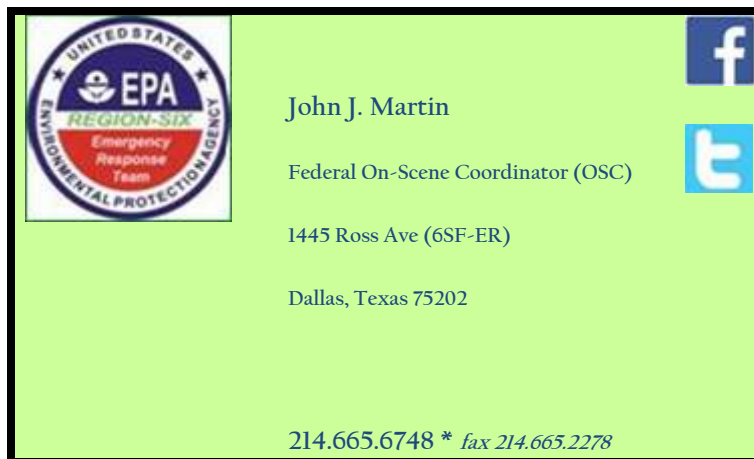 UNITED STATES
EPA
REGION-SIX
Emergency
Response
Team
ENVIRONMENTAL PROTECTION AGENCY
John J. Martin
Federal On-Scene Coordinator (OSC)
1445 Ross Ave (6SF-ER)
Dallas, Texas 75202
214.665.6748 * fax 214.665.2278
f
t